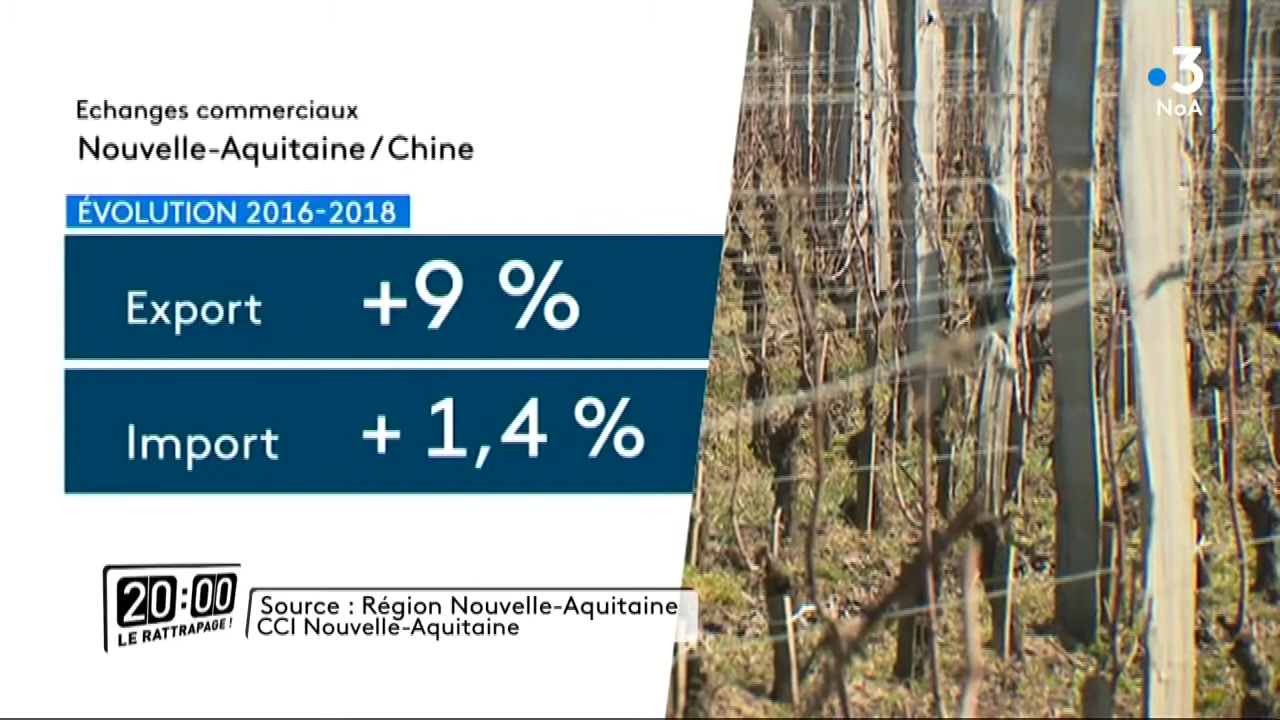 Echanges commerciaux
Nouvelle-Aquitaine / Chine
ÉVOLUTION 2016-2018
Export +9 %
Import + 1,4 %
20:00
LE RATTRAPAGE !
Source : Région Nouvelle-Aquitaine
CCI Nouvelle-Aquitaine
3
NoA